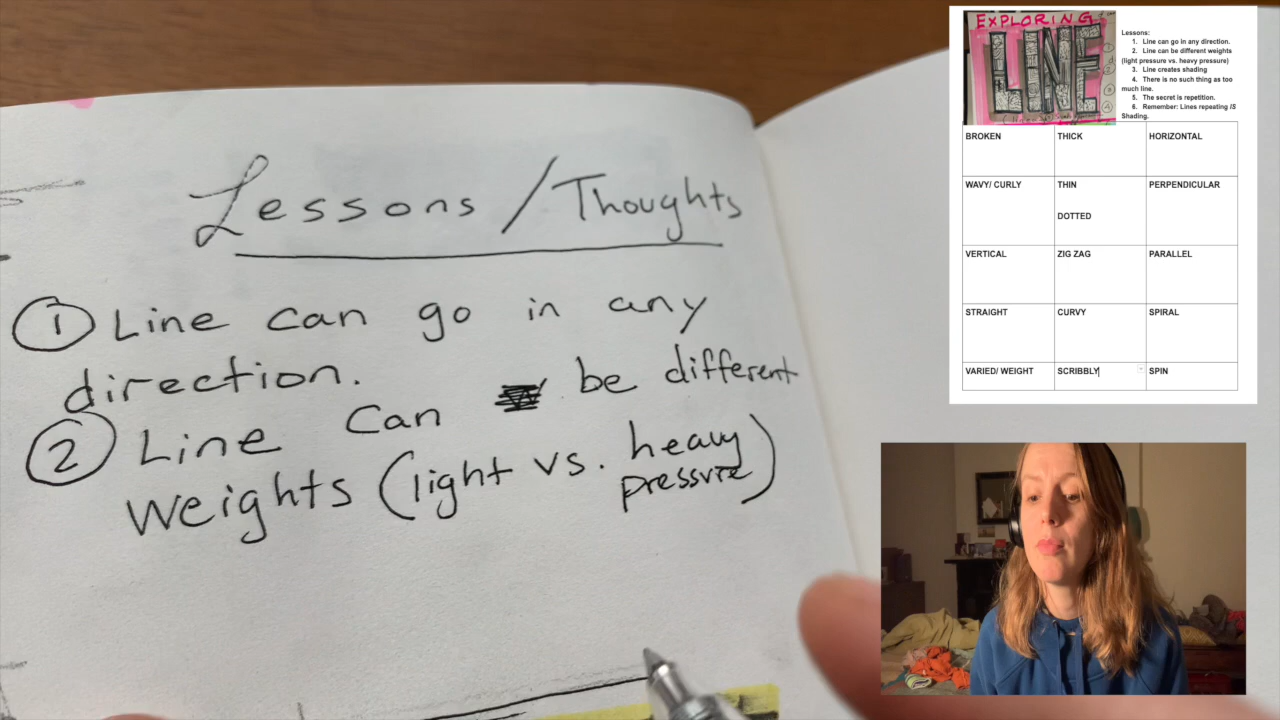 Lessons / Thoughts
① Line can go in any
direction.
② Line can be different
weights (light vs. heavy
pressure)
EXPLORING
LINE
Lessons:
1. Line can go in any direction.
2. Line can be different weights
(light pressure vs. heavy pressure)
3. Line creates shading
4. There is no such thing as too
much line.
5. The secret is repetition.
6. Remember: Lines repeating IS
Shading.
BROKEN THICK HORIZONTAL
WAVY/ CURLY THIN PERPENDICULAR
DOTTED
VERTICAL ZIG ZAG PARALLEL
STRAIGHT CURVY SPIRAL
VARIED/ WEIGHT SCRIBBLY SPIN